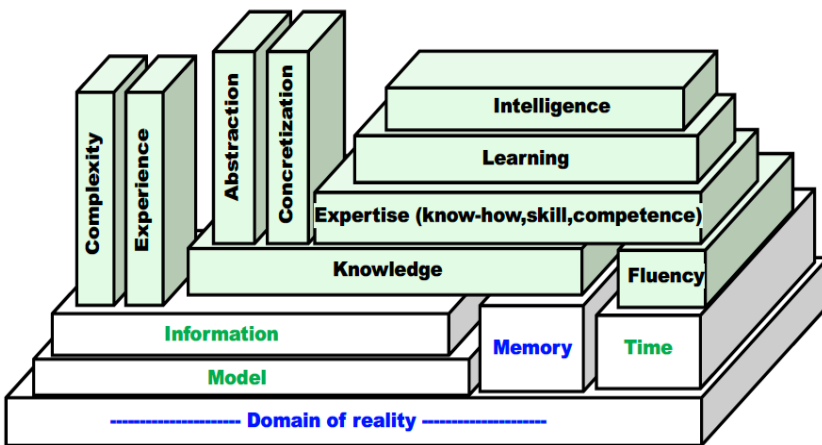 Complexity
Experience
Abstraction
Concretization
Intelligence
Learning
Expertise (know-how,skill,competence)
Knowledge
Fluency
Information
Memory
Time
Model
---------------------- Domain of reality ---------------------